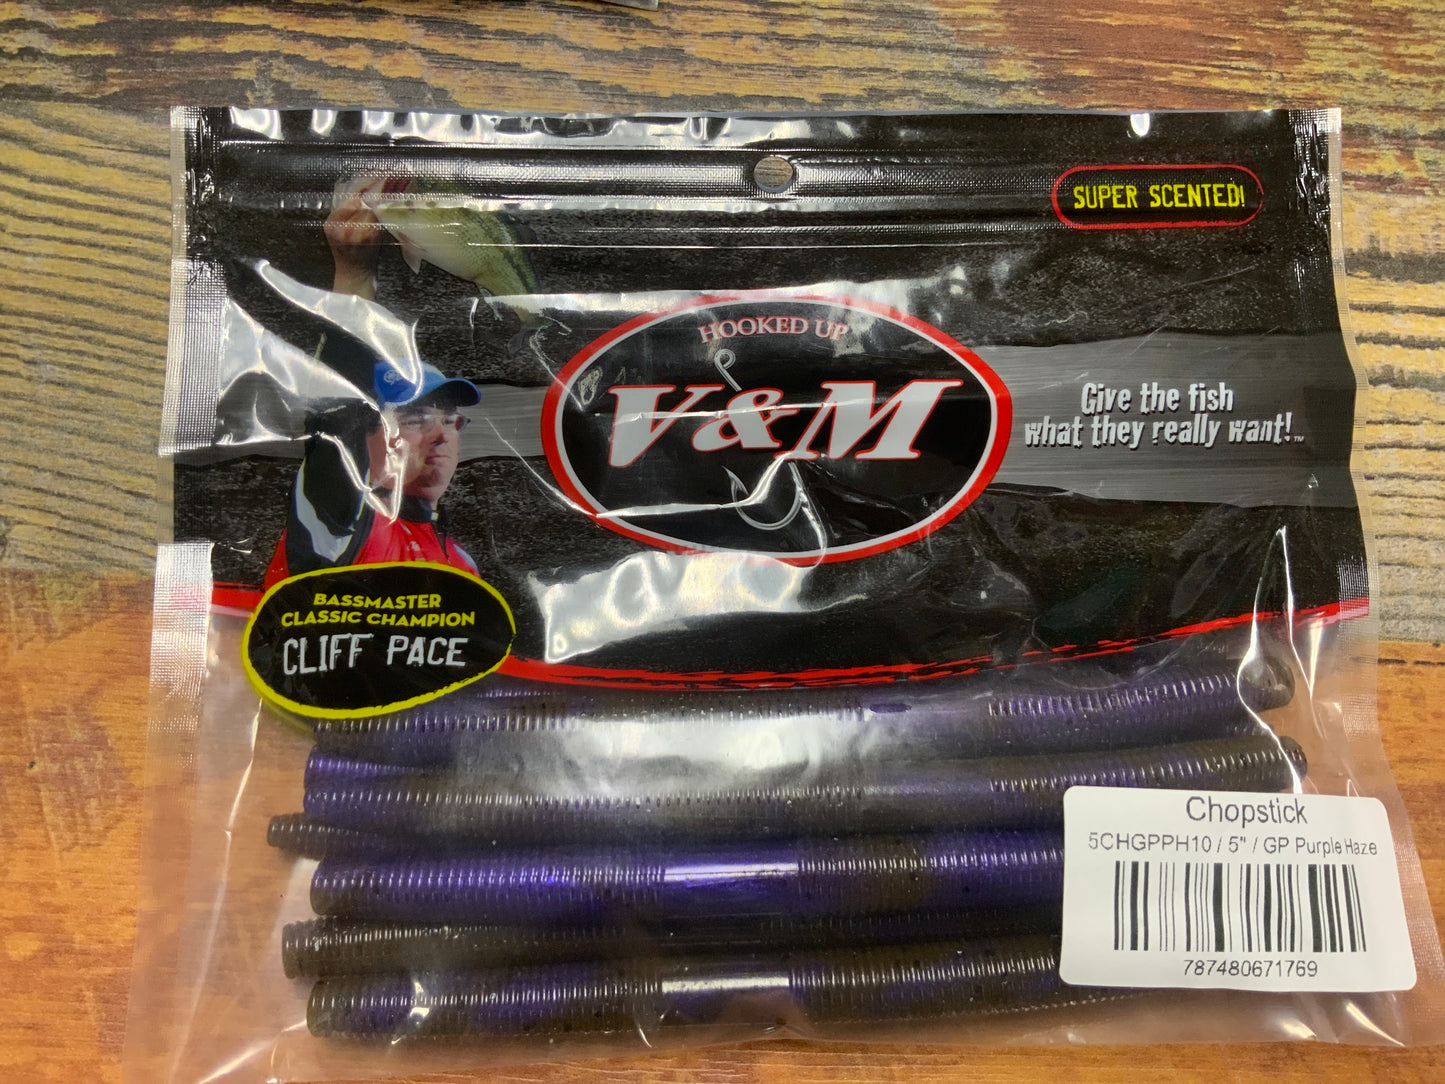 SUPER SCENTED!
HOOKED UP
V&M
Give the fish
what they really want!™
BASSMASTER
CLASSIC CHAMPION
CLIFF PACE
Chopstick
5CHGPPH10 / 5" / GP Purple Haze
787480671769